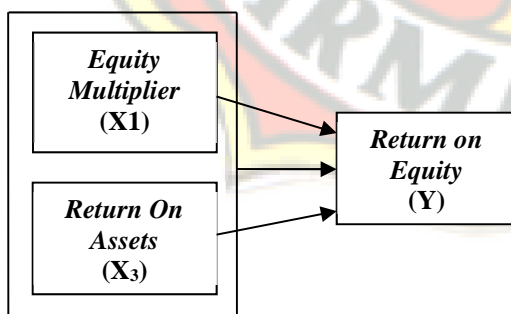 Equity
Multiplier
(X1)
Return On
Assets
(X₃)
Return on
Equity
(Y)